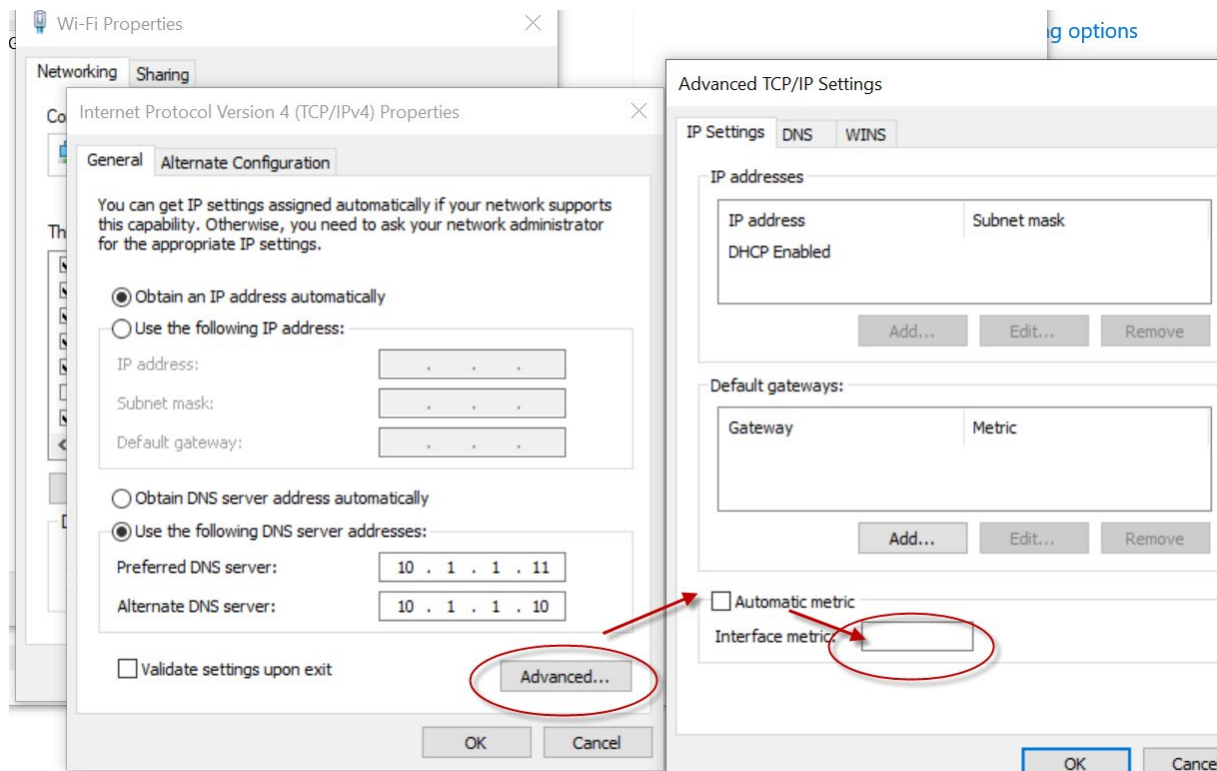 Wi-Fi Properties
Networking
Sharing
Internet Protocol Version 4 (TCP/IPv4) Properties
General
Alternate Configuration
You can get IP settings assigned automatically if your network supports
this capability. Otherwise, you need to ask your network administrator
for the appropriate IP settings.
Obtain an IP address automatically
Use the following IP address:
IP address:
Subnet mask:
Default gateway:
Obtain DNS server address automatically
Use the following DNS server addresses:
Preferred DNS server: 10 . 1 . 1 . 11
Alternate DNS server: 10 . 1 . 1 . 10
Validate settings upon exit
Advanced...
OK Cancel
options
Advanced TCP/IP Settings
IP Settings DNS WINS
IP addresses
IP address Subnet mask
DHCP Enabled
Add... Edit... Remove
Default gateways:
Gateway Metric
Add... Edit... Remove
Automatic metric
Interface metric:
OK Cance